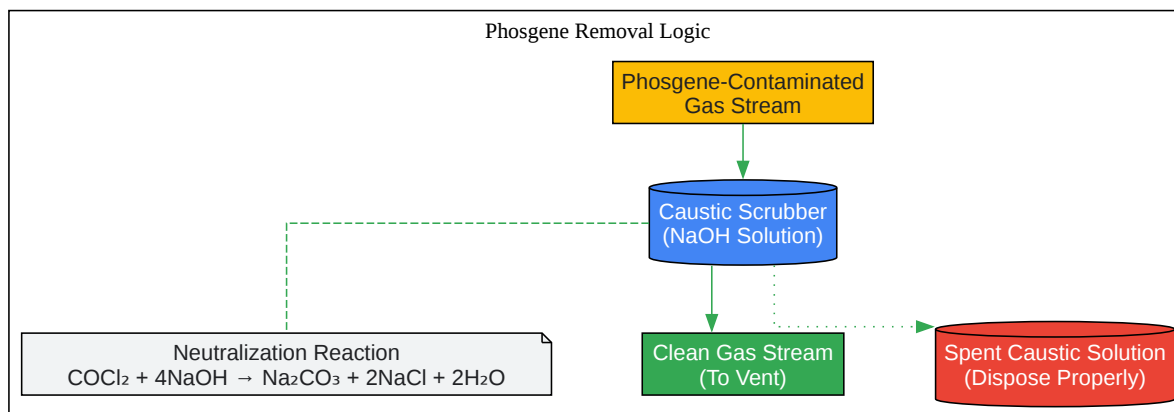 Phosgene Removal Logic
Phosgene-Contaminated
Gas Stream
Caustic Scrubber
(NaOH Solution)
Neutralization Reaction
COCl₂ + 4NaOH → Na₂CO₃ + 2NaCl + 2H₂O
Clean Gas Stream
(To Vent)
Spent Caustic Solution
(Dispose Properly)